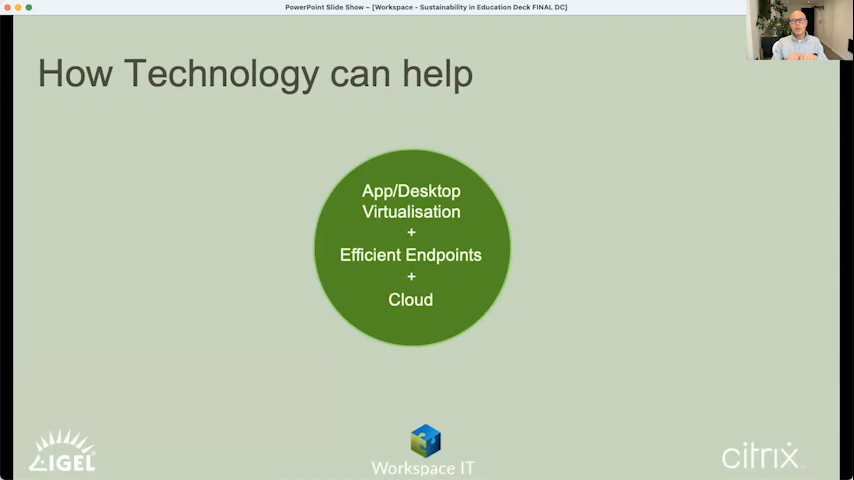 PowerPoint Slide Show – [Workspace - Sustainability in Education Deck FINAL DC]
How Technology can help
App/Desktop
Virtualisation
+
Efficient Endpoints
+
Cloud
IGEL
Workspace IT
citrix